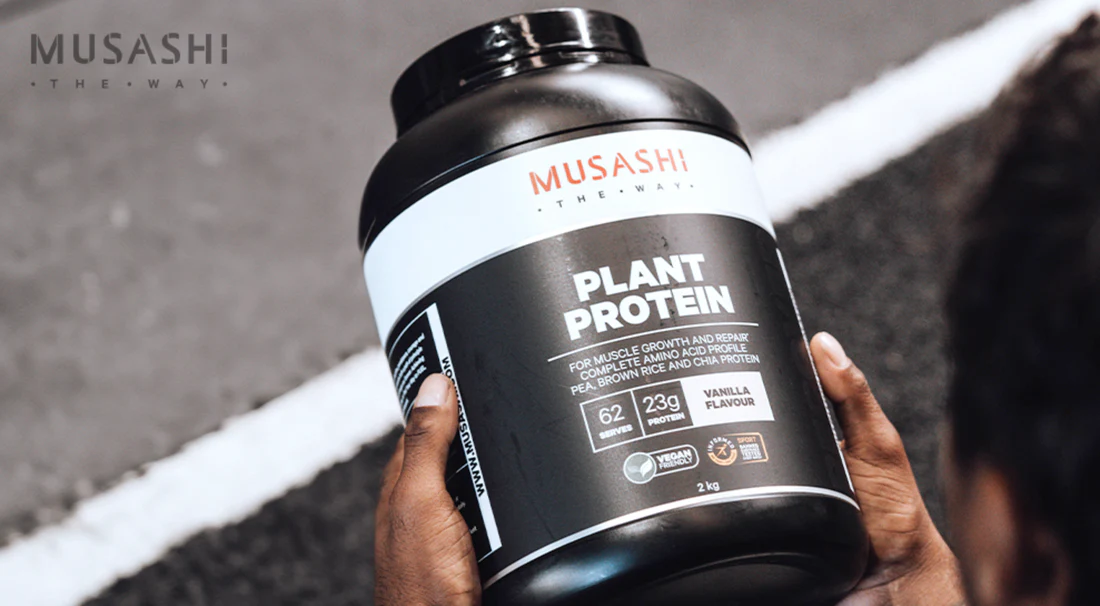 MUSASHI
• THE • WAY •
MUSASHI
• THE • WAY •
PLANT
PROTEIN
FOR MUSCLE GROWTH AND REPAIR
COMPLETE AMINO ACID PROFILE
PEA, BROWN RICE AND CHIA PROTEIN
62
SERVES
23g
PROTEIN
VANILLA
FLAVOUR
VEGAN
FRIENDLY
INFORMED
SPORT
2 kg